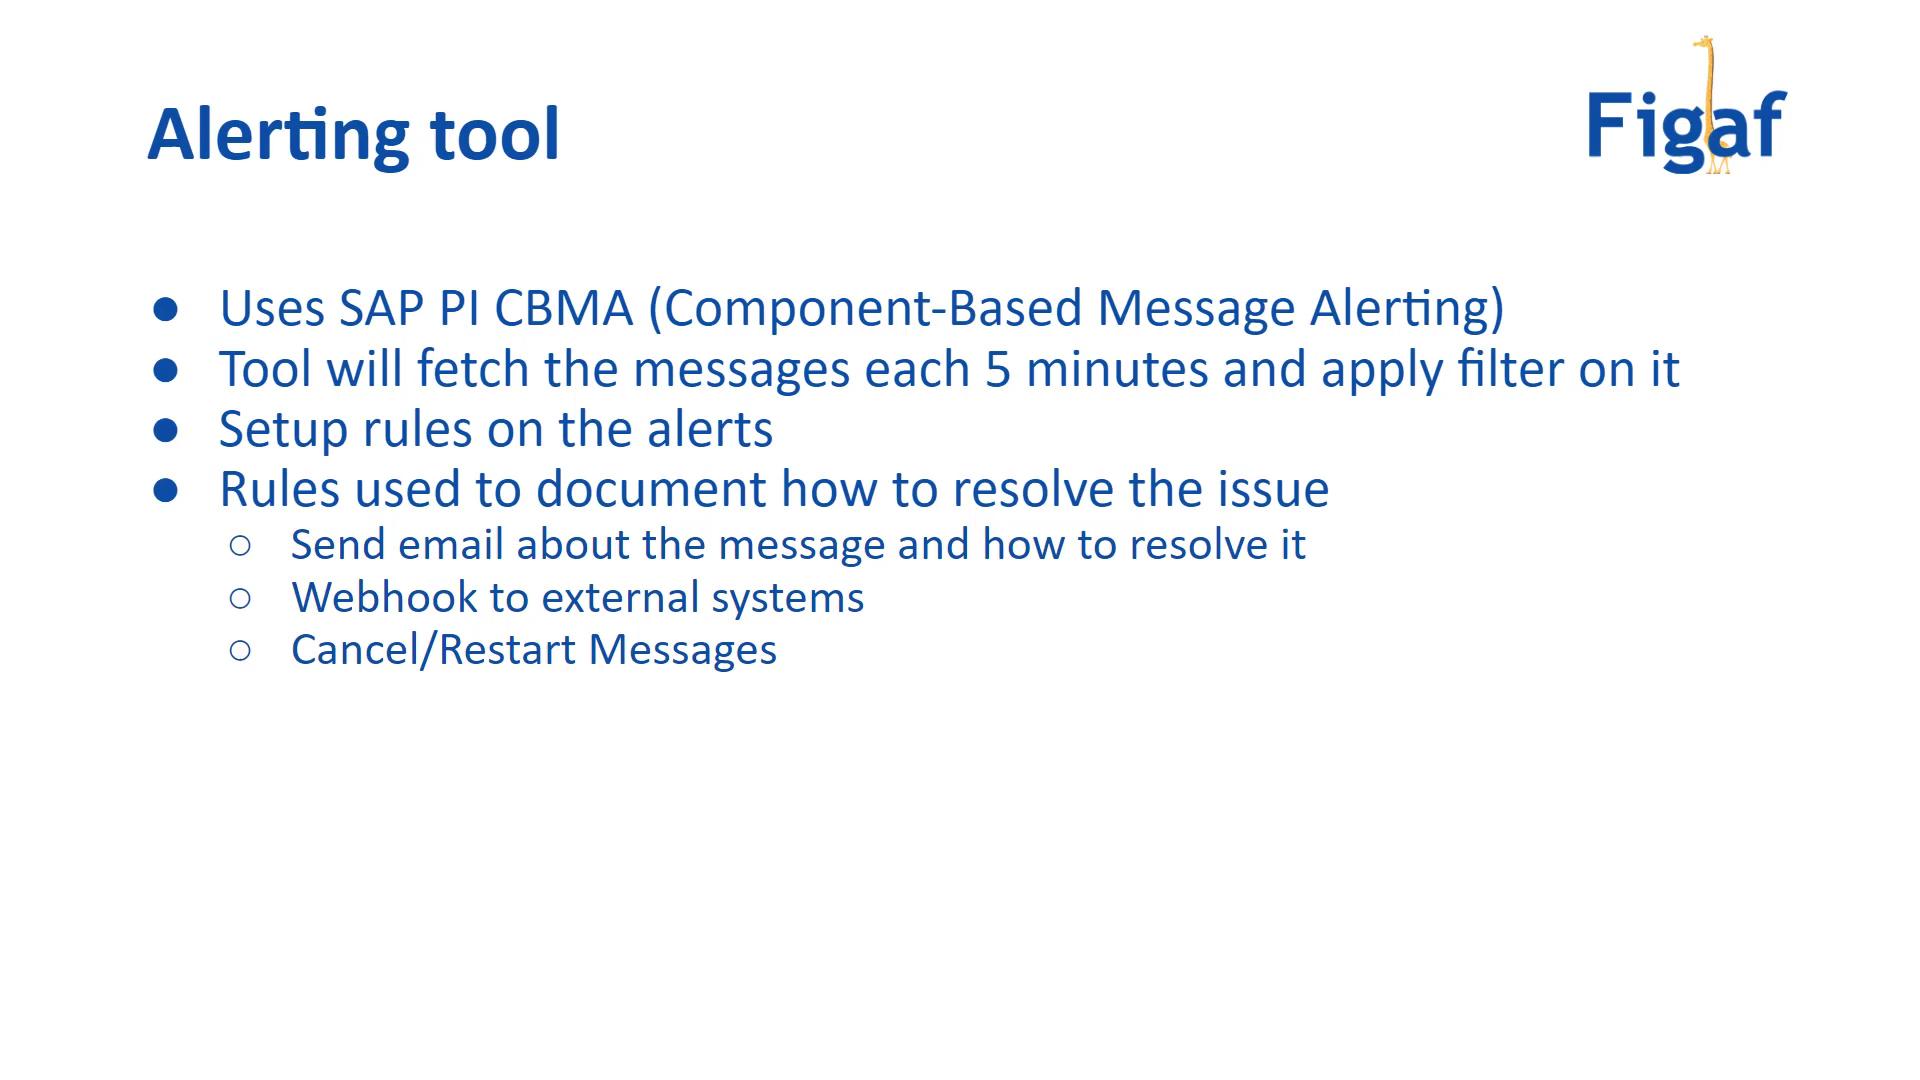 Alerting tool
Figaf
● Uses SAP PI CBMA (Component-Based Message Alerting)
● Tool will fetch the messages each 5 minutes and apply filter on it
● Setup rules on the alerts
● Rules used to document how to resolve the issue
○ Send email about the message and how to resolve it
○ Webhook to external systems
○ Cancel/Restart Messages